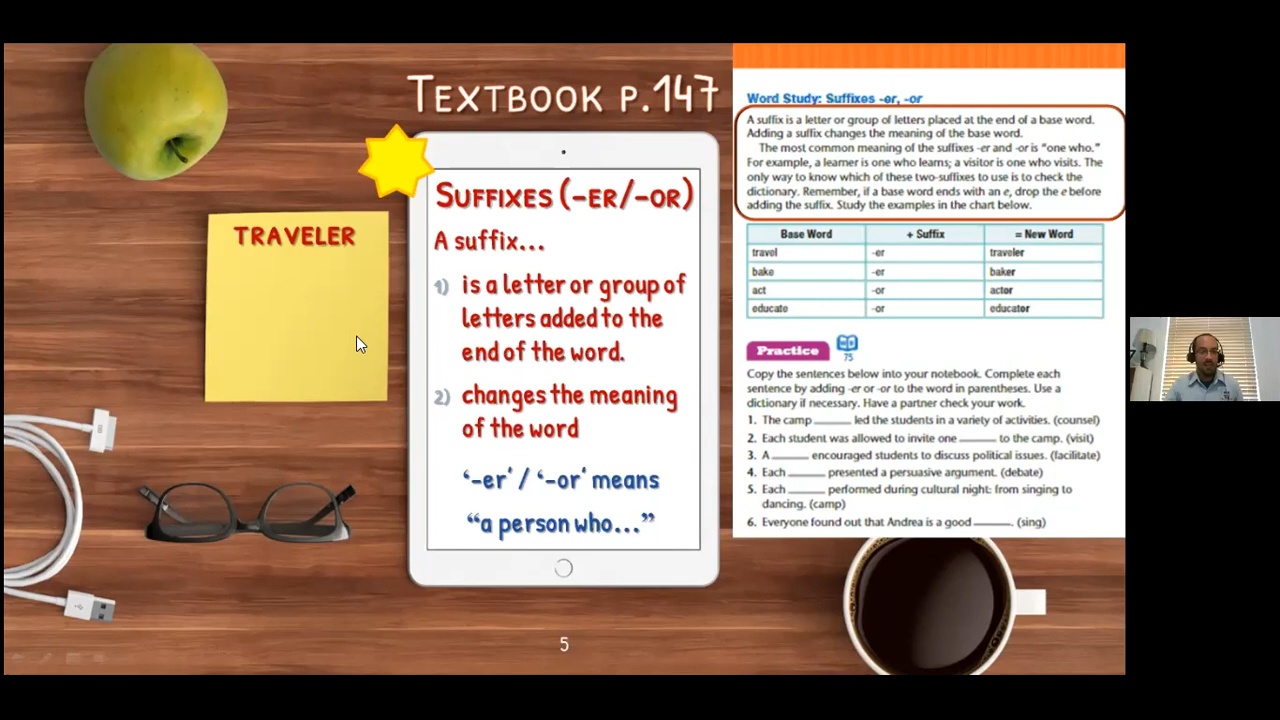 TEXTBOOK P.147
TRAVELER
SUFFIXES (-ER/-OR)
A suffix...
1) is a letter or group of
letters added to the
end of the word.
2) changes the meaning
of the word
‘-er’ / ‘-or’ means
“a person who...”
5
Word Study: Suffixes -er, -or
A suffix is a letter or group of letters placed at the end of a base word.
Adding a suffix changes the meaning of the base word.
The most common meaning of the suffixes -er and -or is “one who.”
For example, a learner is one who learns; a visitor is one who visits. The
only way to know which of these two-suffixes to use is to check the
dictionary. Remember, if a base word ends with an e, drop the e before
adding the suffix. Study the examples in the chart below.
Base Word + Suffix = New Word
travel -er traveler
bake -er baker
act -or actor
educate -or educator
Practice
75
Copy the sentences below into your notebook. Complete each
sentence by adding -er or -or to the word in parentheses. Use a
dictionary if necessary. Have a partner check your work.
1. The camp ______ led the students in a variety of activities. (counsel)
2. Each student was allowed to invite one ______ to the camp. (visit)
3. A ______ encouraged students to discuss political issues. (facilitate)
4. Each ______ presented a persuasive argument. (debate)
5. Each ______ performed during cultural night: from singing to
dancing. (camp)
6. Everyone found out that Andrea is a good ______. (sing)